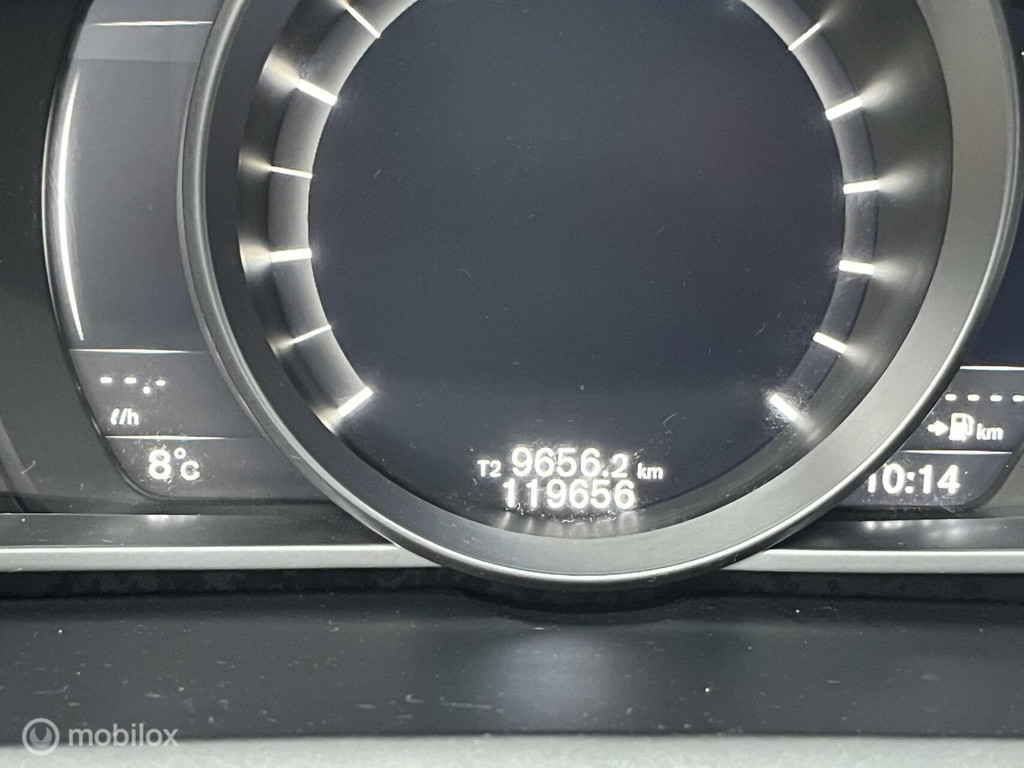 --.-
ℓ/h
8°C
T2 9656.2 km
119656
----
km
10:14
mobilox